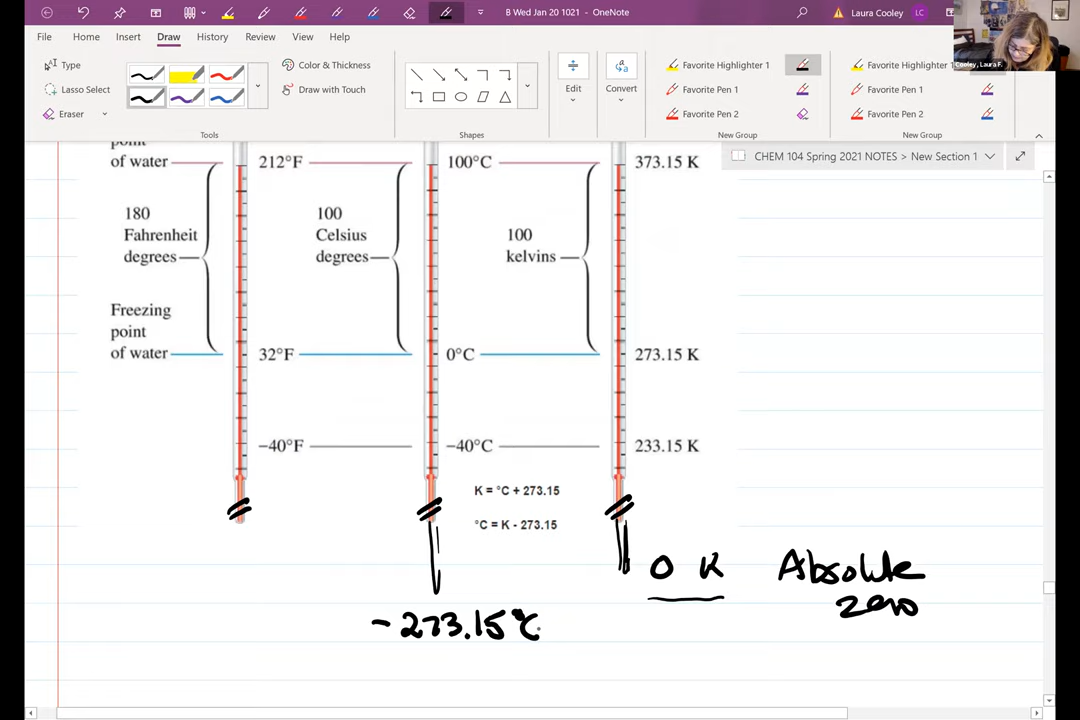 B Wed Jan 20 1021 - OneNote
Laura Cooley LC
File Home Insert Draw History Review View Help
Cooley, Laura F.
Type
Lasso Select
Eraser
Color & Thickness
Draw with Touch
Edit
Convert
Favorite Highlighter 1
Favorite Pen 1
Favorite Pen 2
Favorite Highlighter 1
Favorite Pen 1
Favorite Pen 2
Tools Shapes New Group New Group
CHEM 104 Spring 2021 NOTES > New Section 1
point
of water 212°F 100°C 373.15 K
180
Fahrenheit
degrees
100
Celsius
degrees
100
kelvins
Freezing
point
of water 32°F 0°C 273.15 K
−40°F −40°C 233.15 K
K = °C + 273.15
°C = K - 273.15
0 K Absolute
zero
-273.15°C